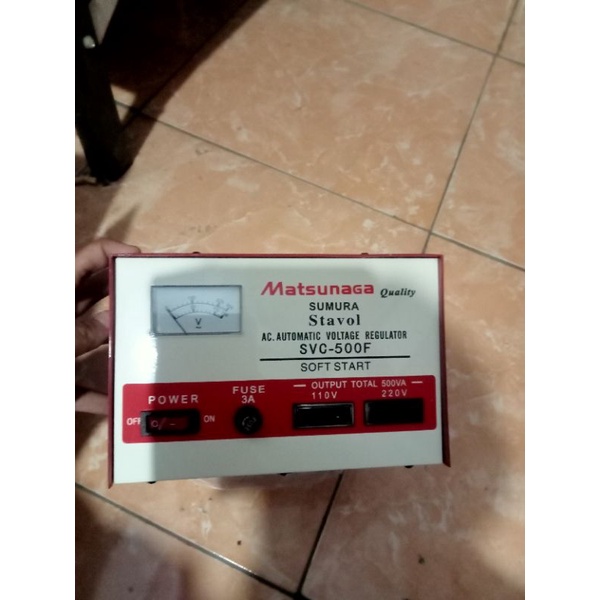 Matsunaga Quality
SUMURA
Stavol
AC. AUTOMATIC VOLTAGE REGULATOR
SVC-500F
SOFT START
V
POWER
OFF
ON
FUSE
3A
OUTPUT TOTAL 500VA
110V 220V